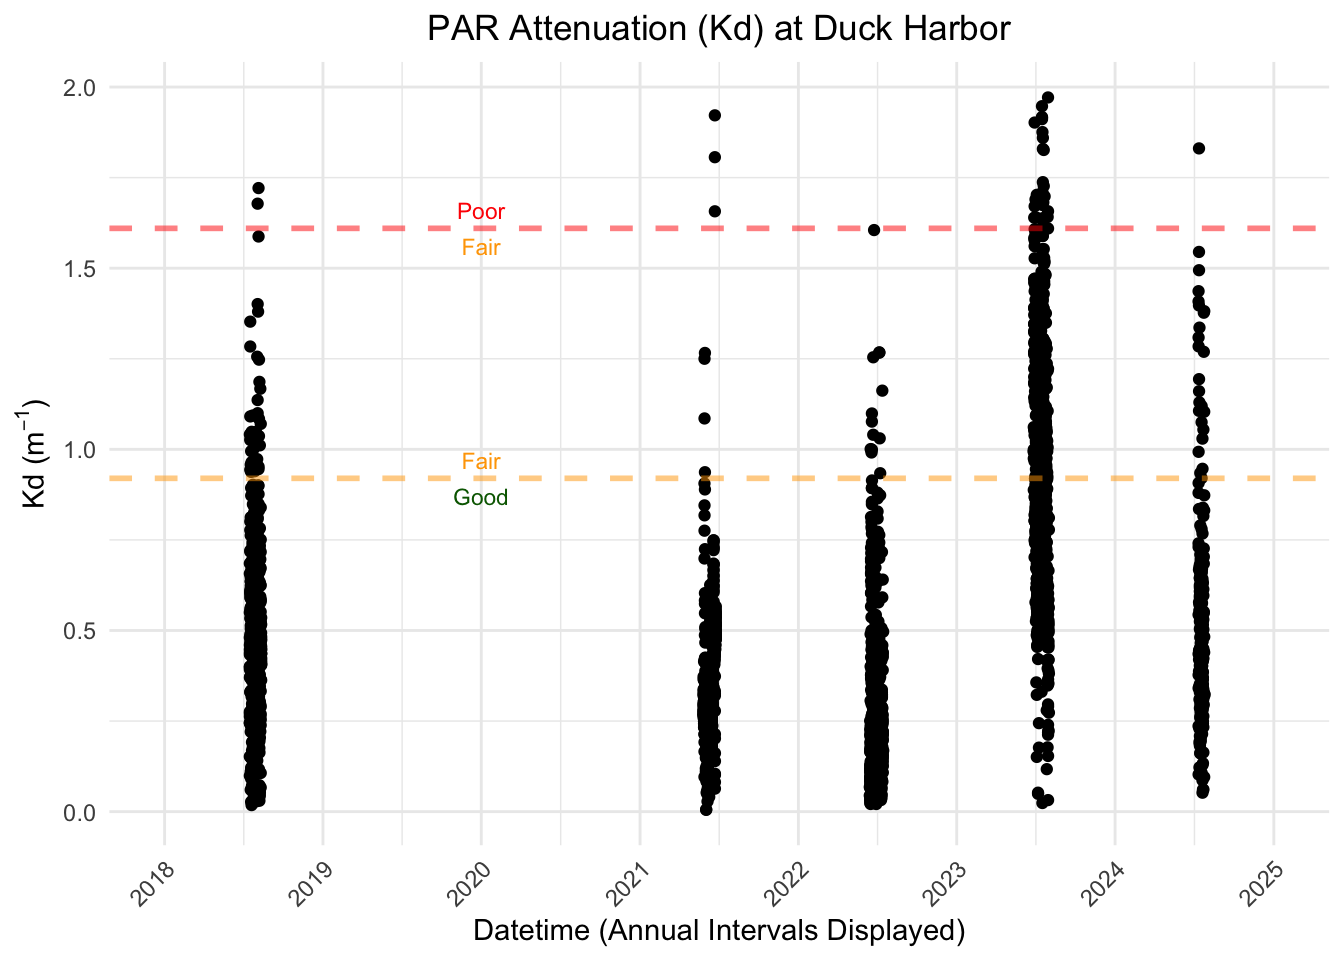 PAR Attenuation (Kd) at Duck Harbor
2.0
Poor
Fair
1.5
Kd (m⁻¹)
1.0
Fair
Good
0.5
0.0
2018
2019
2020
2021
2022
2023
2024
2025
Datetime (Annual Intervals Displayed)